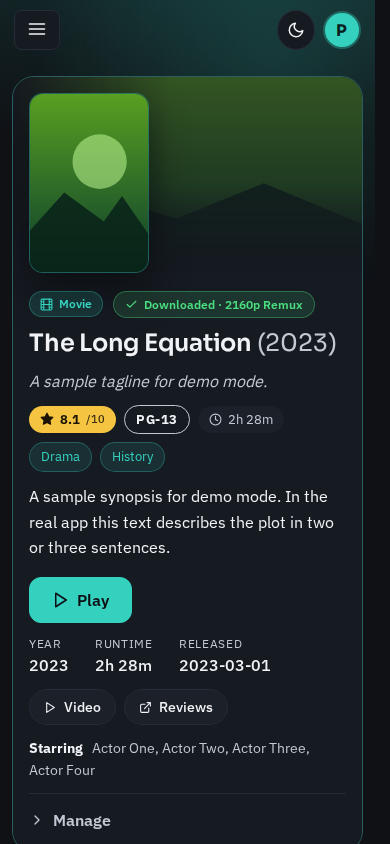 P
Movie
Downloaded · 2160p Remux
The Long Equation (2023)
A sample tagline for demo mode.
8.1 /10
PG-13
2h 28m
Drama
History
A sample synopsis for demo mode. In the
real app this text describes the plot in two
or three sentences.
Play
YEAR
RUNTIME
RELEASED
2023
2h 28m
2023-03-01
Video
Reviews
Starring Actor One, Actor Two, Actor Three,
Actor Four
Manage